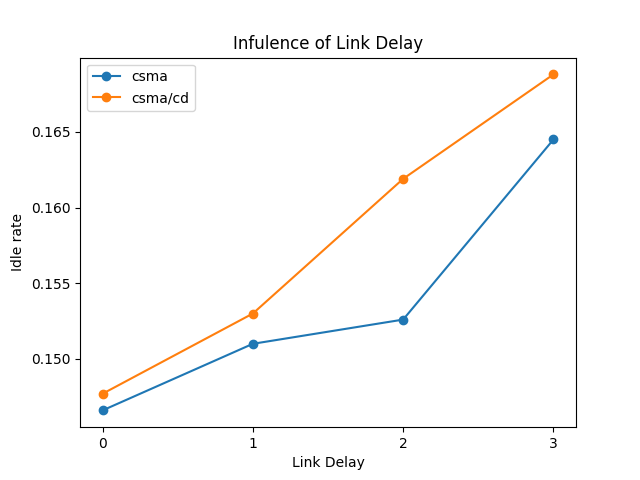 Infulence of Link Delay
csma
csma/cd
0.165
0.160
0.155
0.150
Idle rate
0 1 2 3
Link Delay